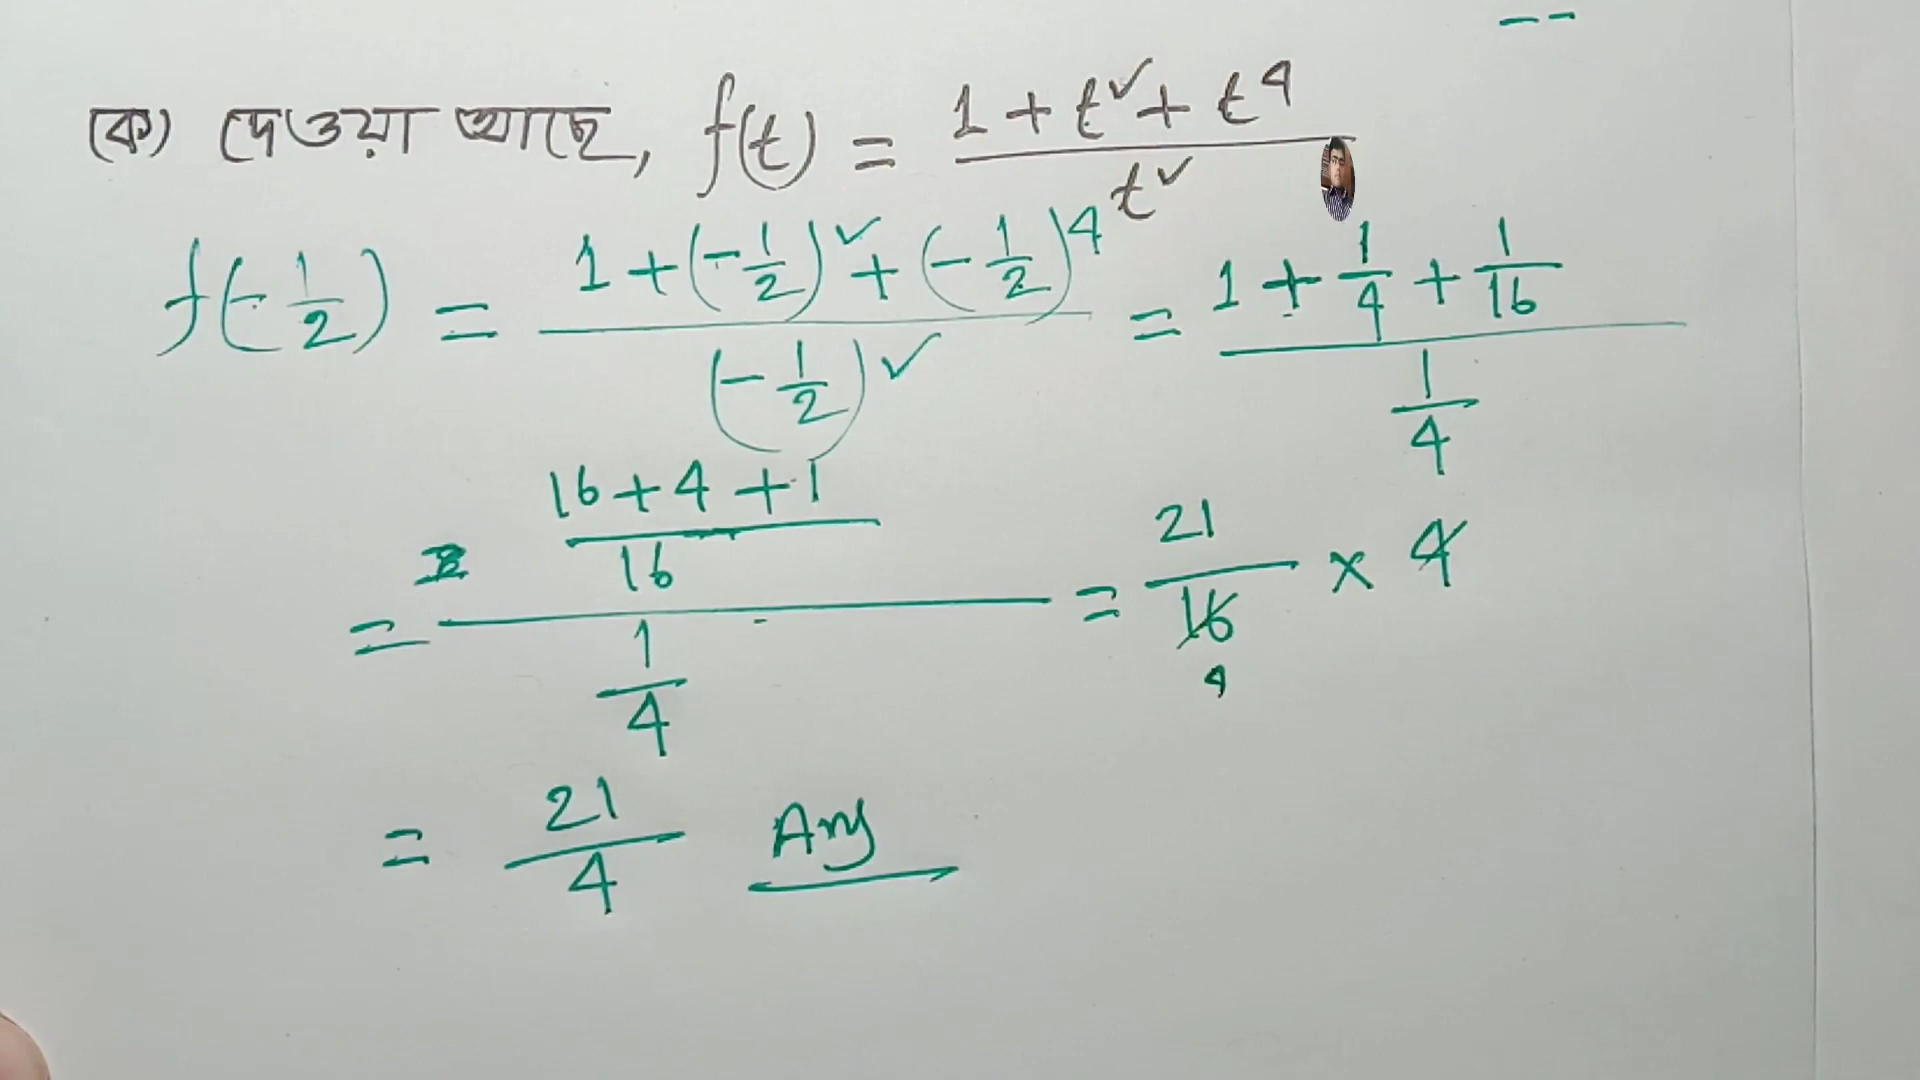 (ক) দেওয়া আছে, f(t) = (1 + t² + t⁴) / t²
f(-1/2) = (1 + (-1/2)² + (-1/2)⁴) / (-1/2)² = (1 + 1/4 + 1/16) / (1/4)
= ((16 + 4 + 1)/16) / (1/4) = 21/16 × 4
4
= 21/4 Ans